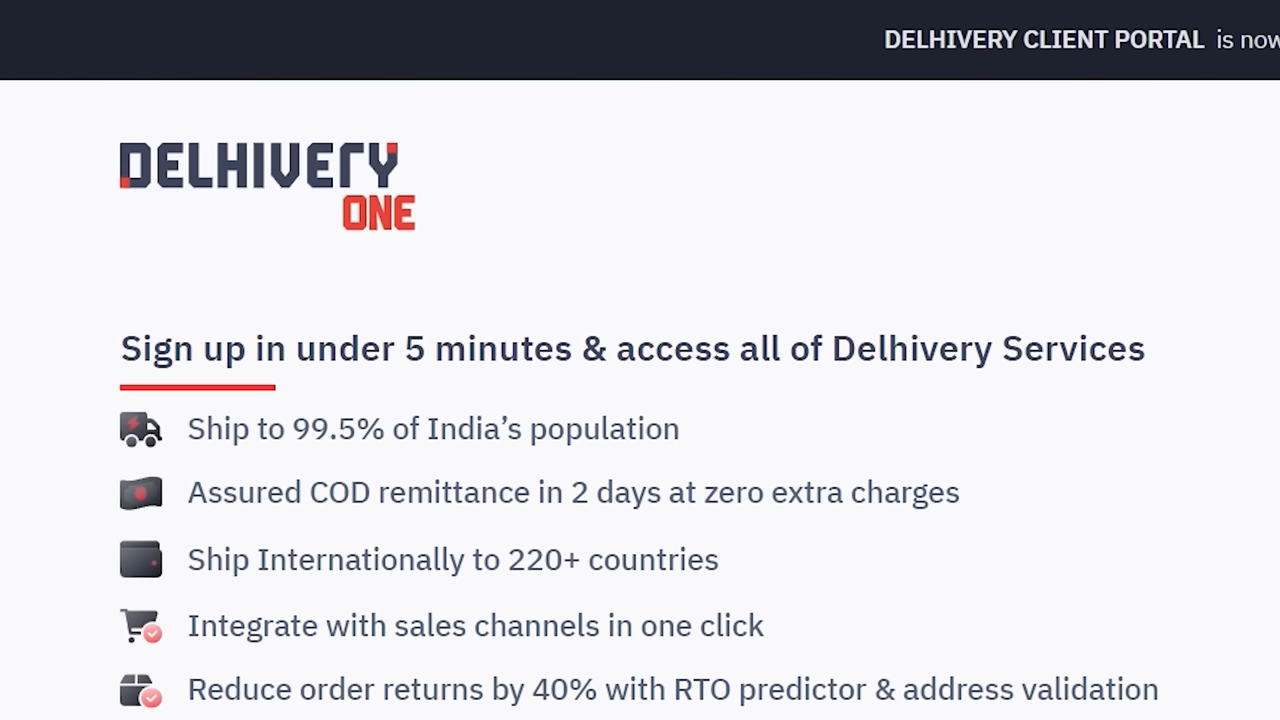 DELHIVERY CLIENT PORTAL is now
DELHIVERY
ONE
Sign up in under 5 minutes & access all of Delhivery Services
Ship to 99.5% of India’s population
Assured COD remittance in 2 days at zero extra charges
Ship Internationally to 220+ countries
Integrate with sales channels in one click
Reduce order returns by 40% with RTO predictor & address validation